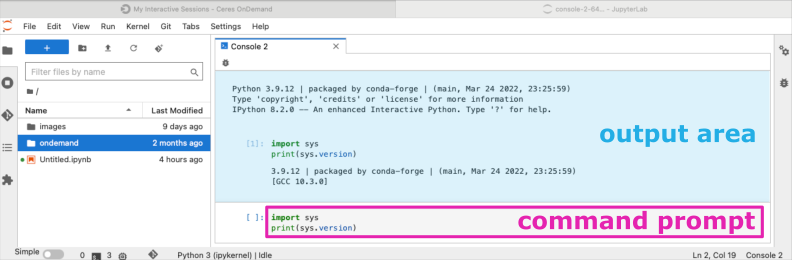 My Interactive Sessions - Ceres OnDemand
console-2-64... - JupyterLab
File Edit View Run Kernel Git Tabs Settings Help
+
Filter files by name
/
Name Last Modified
images 9 days ago
ondemand 2 months ago
Untitled.ipynb 4 hours ago
Console 2
Python 3.9.12 | packaged by conda-forge | (main, Mar 24 2022, 23:25:59)
Type 'copyright', 'credits' or 'license' for more information
IPython 8.2.0 -- An enhanced Interactive Python. Type '?' for help.
output area
[1]: import sys
print(sys.version)
3.9.12 | packaged by conda-forge | (main, Mar 24 2022, 23:25:59)
[GCC 10.3.0]
[ ]: import sys
print(sys.version)
command prompt
Simple 0 3 Python 3 (ipykernel) | Idle Ln 2, Col 19 Console 2